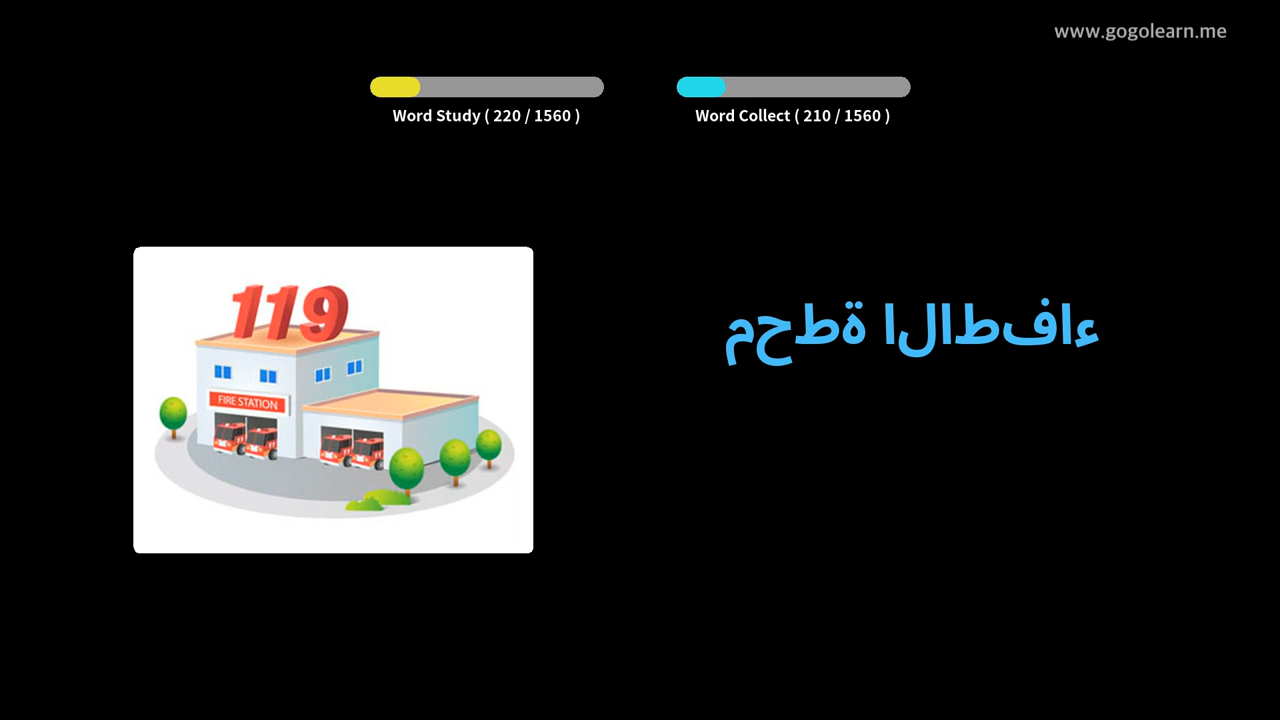 www.gogolearn.me
Word Study ( 220 / 1560 )
Word Collect ( 210 / 1560 )
119
FIRE STATION
محطة الاطفاء